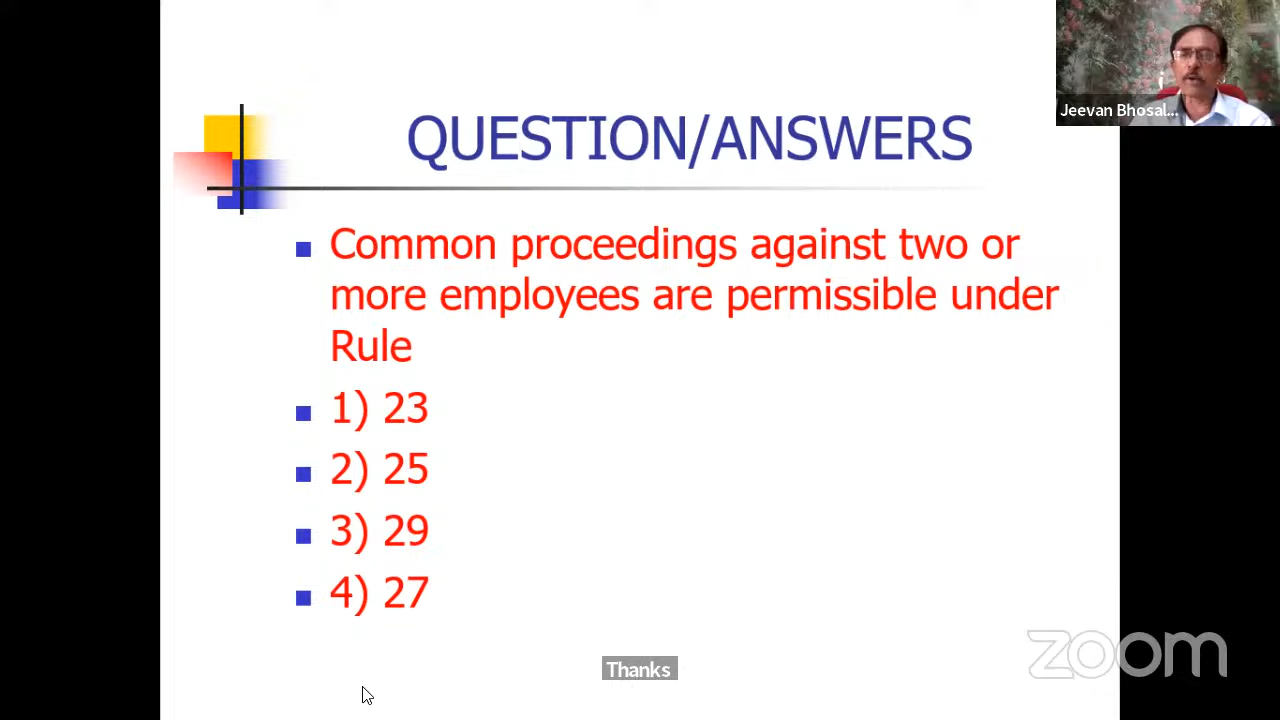 Jeevan Bhosal...
QUESTION/ANSWERS
Common proceedings against two or
more employees are permissible under
Rule
1) 23
2) 25
3) 29
4) 27
Thanks
zoom